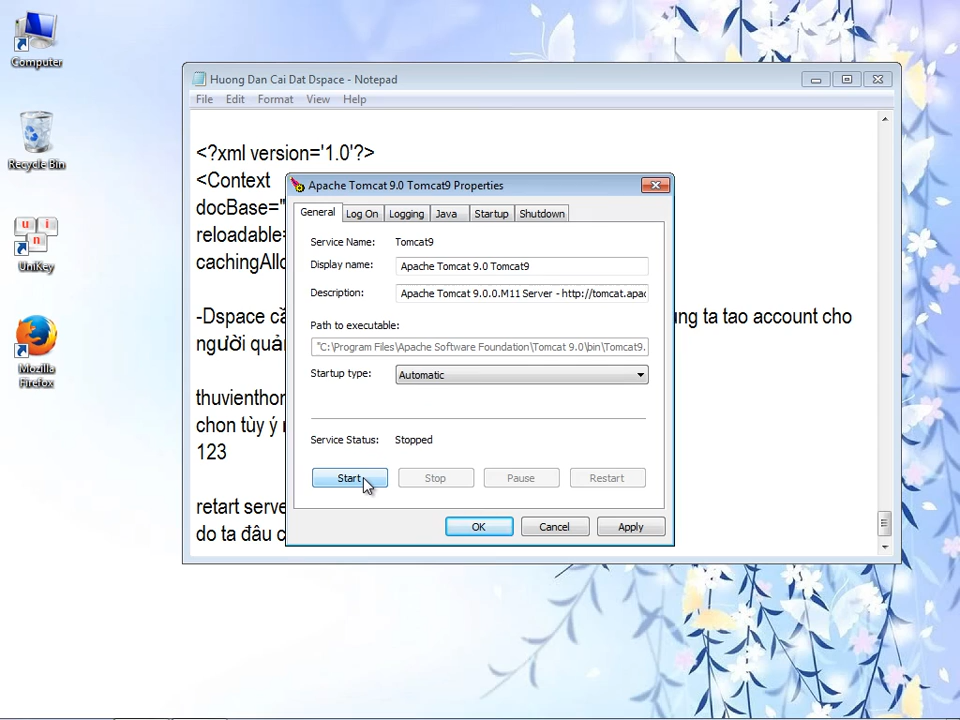 Computer
Recycle Bin
u i n
UniKey
Mozilla
Firefox
Huong Dan Cai Dat Dspace - Notepad
File Edit Format View Help
<?xml version='1.0'?>
<Context
docBase="
reloadable=
cachingAllo
-Dspace ng ta tao account cho
người
thuvienthon
chon tùy ý
123
retart serve
do ta đâu
Apache Tomcat 9.0 Tomcat9 Properties
General Log On Logging Java Startup Shutdown
Service Name: Tomcat9
Display name: Apache Tomcat 9.0 Tomcat9
Description: Apache Tomcat 9.0.0.M11 Server - http://tomcat.apac
Path to executable:
"C:\Program Files\Apache Software Foundation\Tomcat 9.0\bin\Tomcat9.
Startup type: Automatic
Service Status: Stopped
Start Stop Pause Restart
OK Cancel Apply